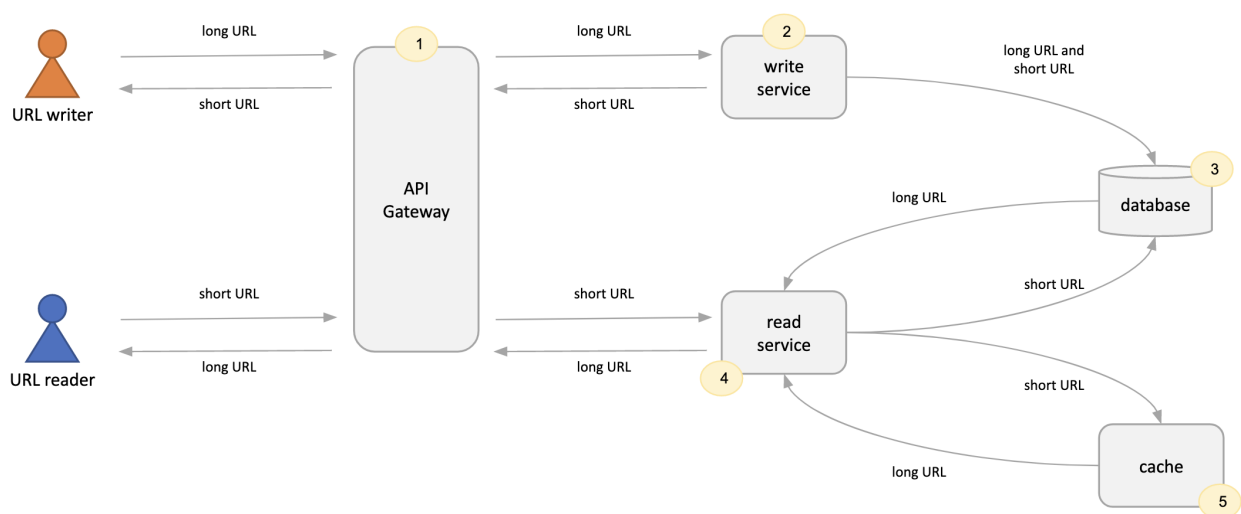 long URL
short URL
URL writer
1
API
Gateway
long URL
short URL
2
write
service
long URL and
short URL
3
database
long URL
short URL
short URL
long URL
URL reader
short URL
long URL
read
service
4
short URL
long URL
cache
5